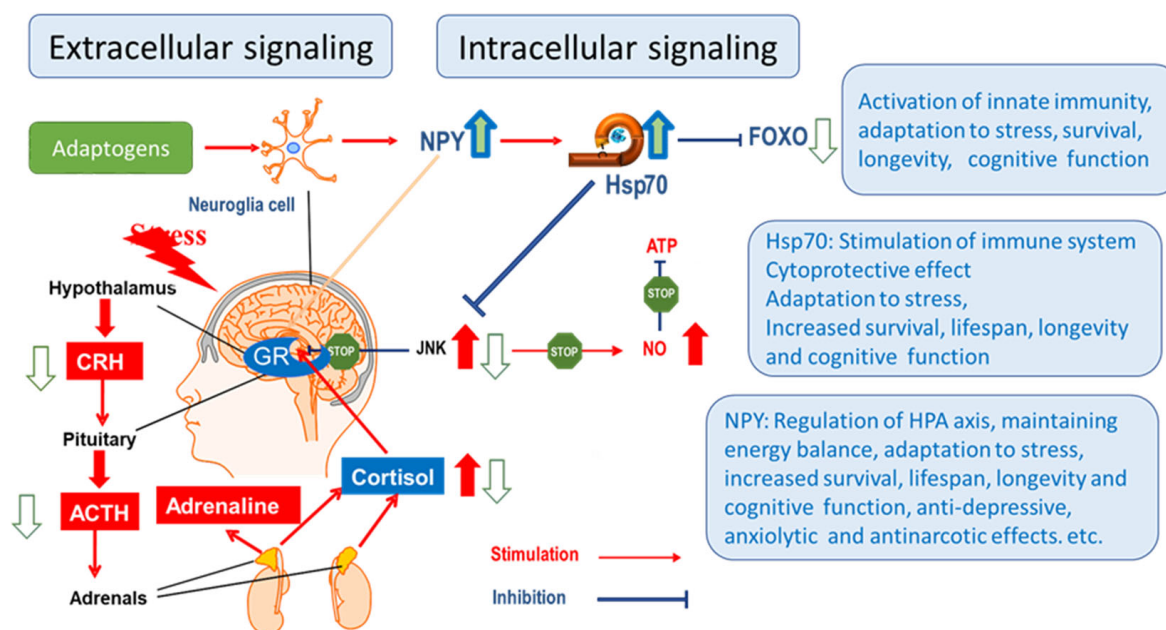 Extracellular signaling
Intracellular signaling
Adaptogens
Neuroglia cell
NPY
Hsp70
FOXO
Activation of innate immunity,
adaptation to stress, survival,
longevity, cognitive function
Stress
Hypothalamus
CRH
Pituitary
ACTH
Adrenals
Adrenaline
GR
STOP
JNK
STOP
NO
STOP
ATP
Cortisol
Hsp70: Stimulation of immune system
Cytoprotective effect
Adaptation to stress,
Increased survival, lifespan, longevity
and cognitive function
NPY: Regulation of HPA axis, maintaining
energy balance, adaptation to stress,
increased survival, lifespan, longevity and
cognitive function, anti-depressive,
anxiolytic and antinarcotic effects. etc.
Stimulation
Inhibition